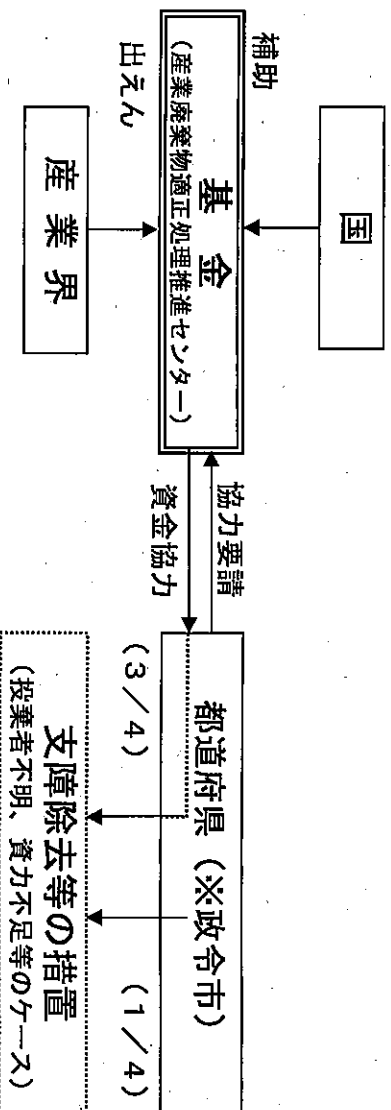 国
補助
基金
(産業廃棄物適正処理推進センター)
出えん
産業界
協力要請
資金協力
都道府県(※政令市)
(3/4)
(1/4)
支障除去等の措置
(投棄者不明、資力不足等のケース)